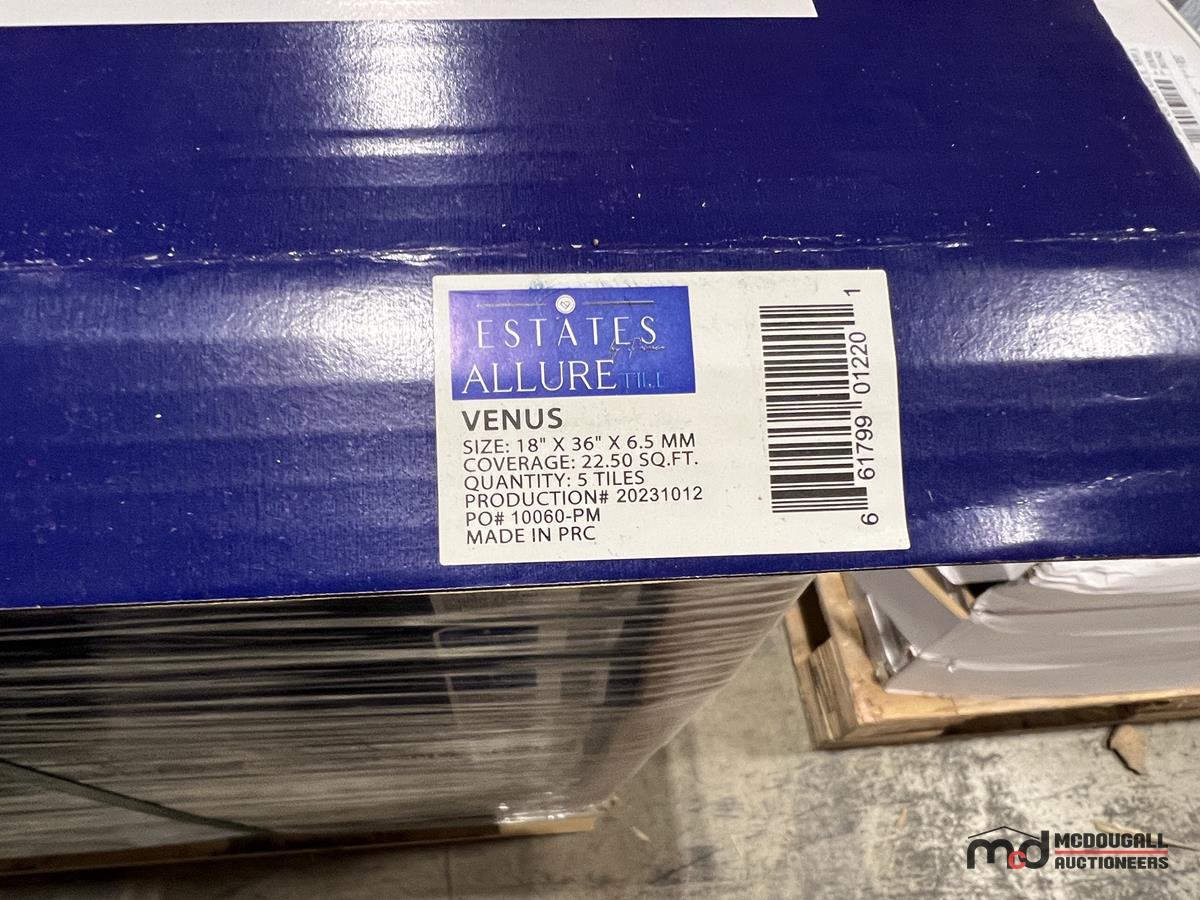 ESTATES
ALLURE TILE
VENUS
SIZE: 18" X 36" X 6.5 MM
COVERAGE: 22.50 SQ.FT.
QUANTITY: 5 TILES
PRODUCTION# 20231012
PO# 10060-PM
MADE IN PRC
6 61799 01220 1
mcd MCDOUGALL
AUCTIONEERS